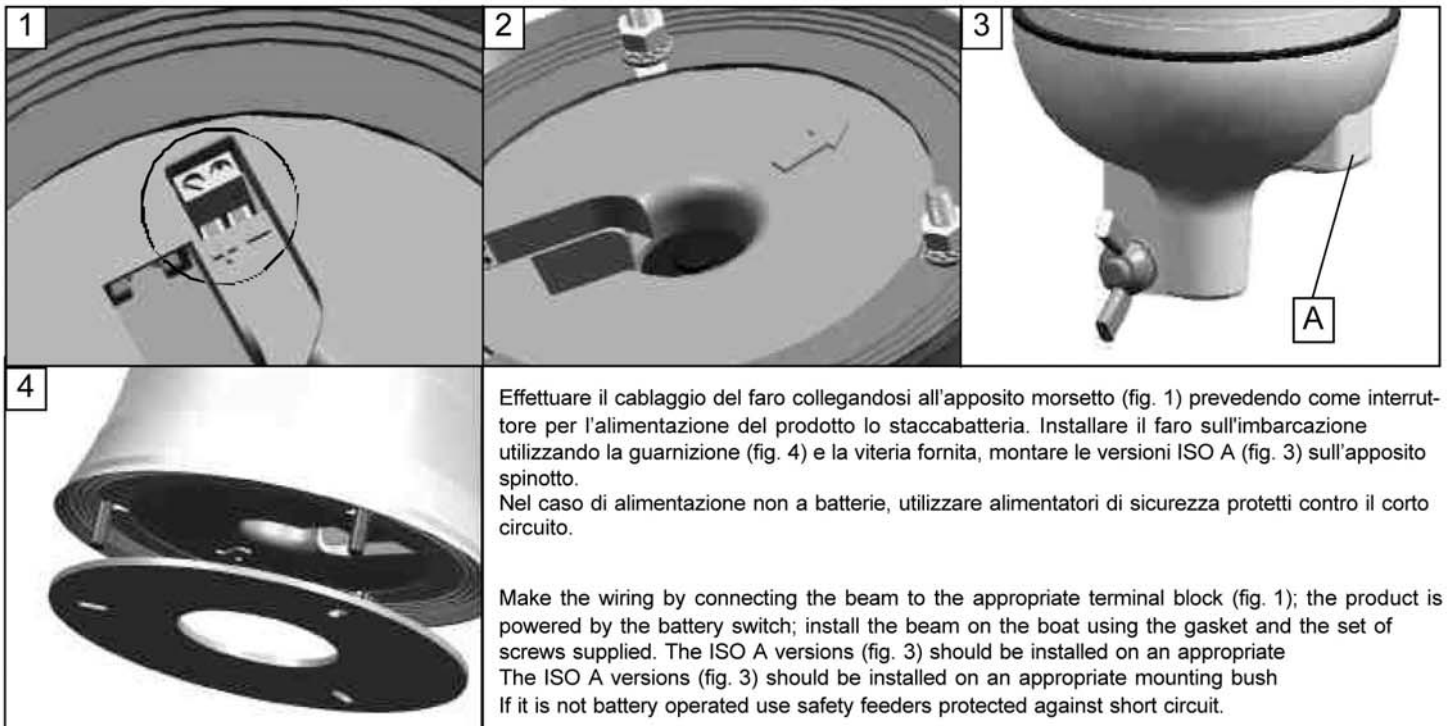 1
2
3
A
4
Effettuare il cablaggio del faro collegandosi all'apposito morsetto (fig. 1) prevedendo come interrut-
tore per l'alimentazione del prodotto lo staccabatteria. Installare il faro sull'imbarcazione
utilizzando la guarnizione (fig. 4) e la viteria fornita, montare le versioni ISO A (fig. 3) sull'apposito
spinotto.
Nel caso di alimentazione non a batterie, utilizzare alimentatori di sicurezza protetti contro il corto
circuito.
Make the wiring by connecting the beam to the appropriate terminal block (fig. 1); the product is
powered by the battery switch; install the beam on the boat using the gasket and the set of
screws supplied. The ISO A versions (fig. 3) should be installed on an appropriate
The ISO A versions (fig. 3) should be installed on an appropriate mounting bush
If it is not battery operated use safety feeders protected against short circuit.